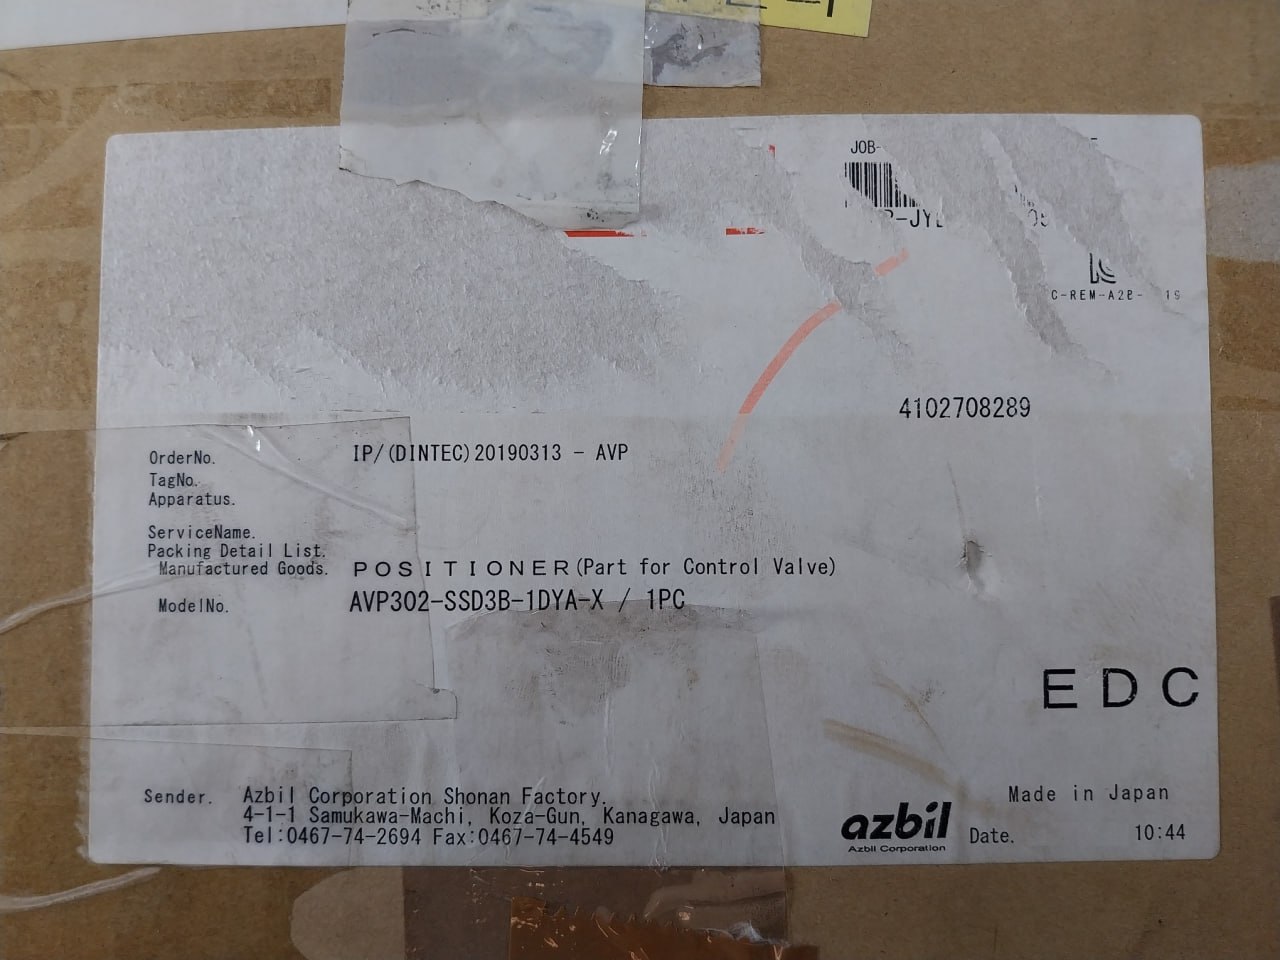 JOB-
C-REM-A2B- 19
4102708289
OrderNo. IP/(DINTEC)20190313 - AVP
TagNo.
Apparatus.
ServiceName.
Packing Detail List.
Manufactured Goods. POSITIONER(Part for Control Valve)
ModelNo. AVP302-SSD3B-1DYA-X / 1PC
EDC
Sender. Azbil Corporation Shonan Factory.
4-1-1 Samukawa-Machi, Koza-Gun, Kanagawa, Japan
Tel:0467-74-2694 Fax:0467-74-4549
azbil
Azbil Corporation
Made in Japan
Date. 10:44